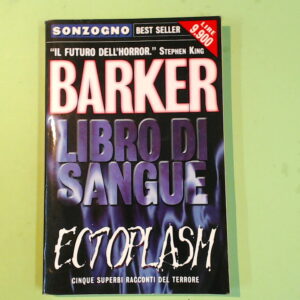 SONZOGNO BEST SELLER
LIRE 9.900
"IL FUTURO DELL'HORROR." STEPHEN KING
BARKER
LIBRO DI
SANGUE
ECTOPLASM
CINQUE SUPERBI RACCONTI DEL TERRORE